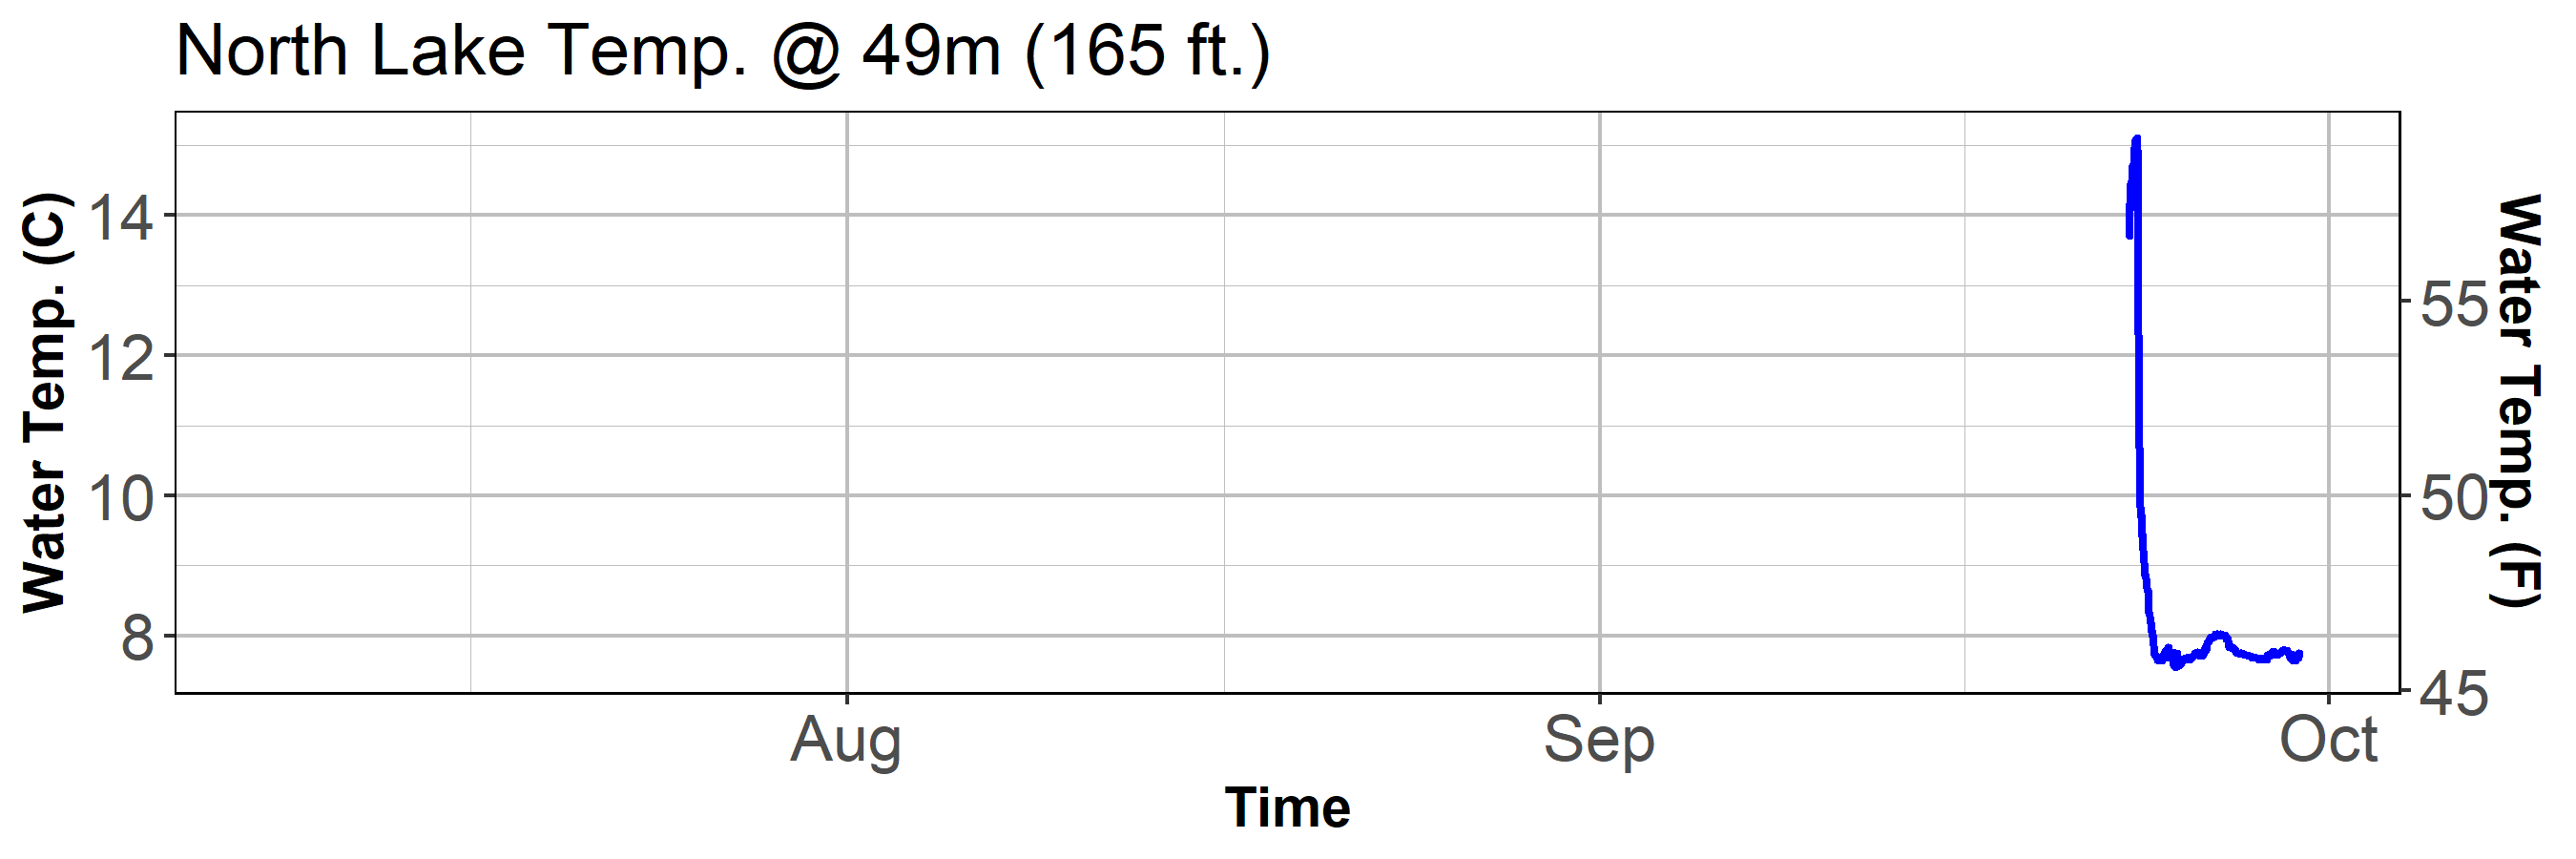 North Lake Temp. @ 49m (165 ft.)
Water Temp. (C)
14
12
10
8
55
50
45
Water Temp. (F)
Aug Sep Oct
Time